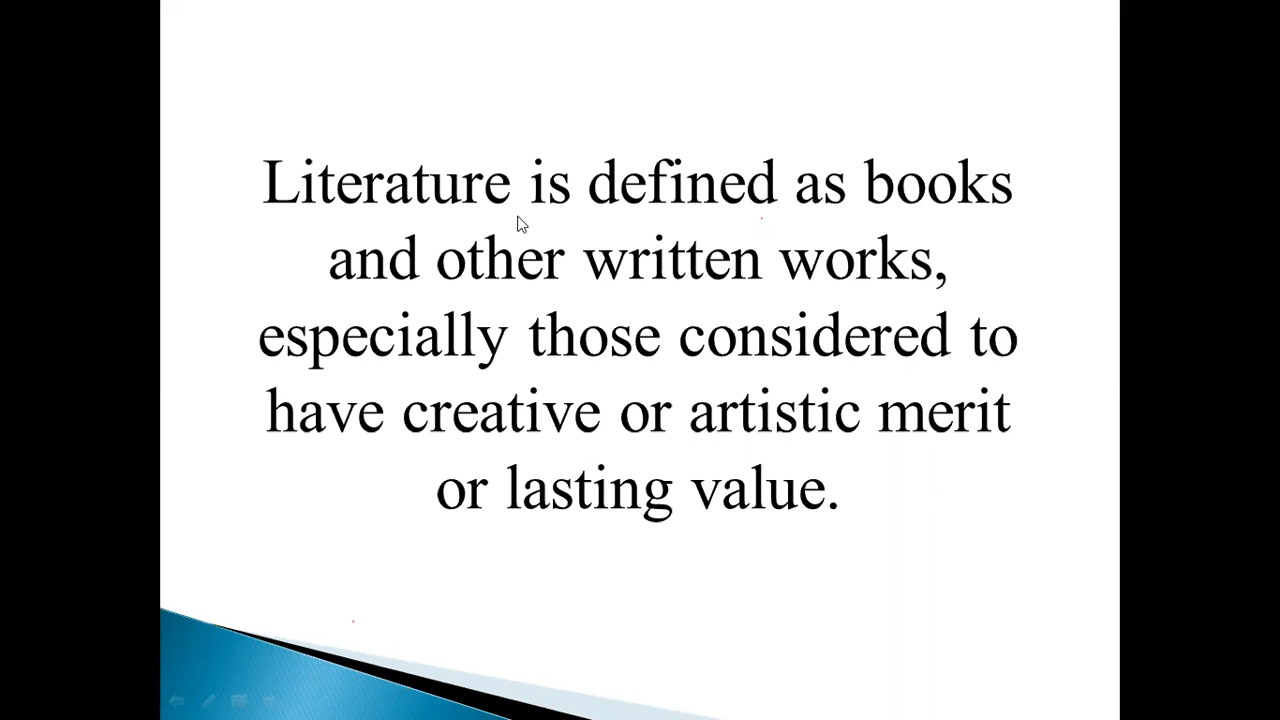 Literature is defined as books
and other written works,
especially those considered to
have creative or artistic merit
or lasting value.